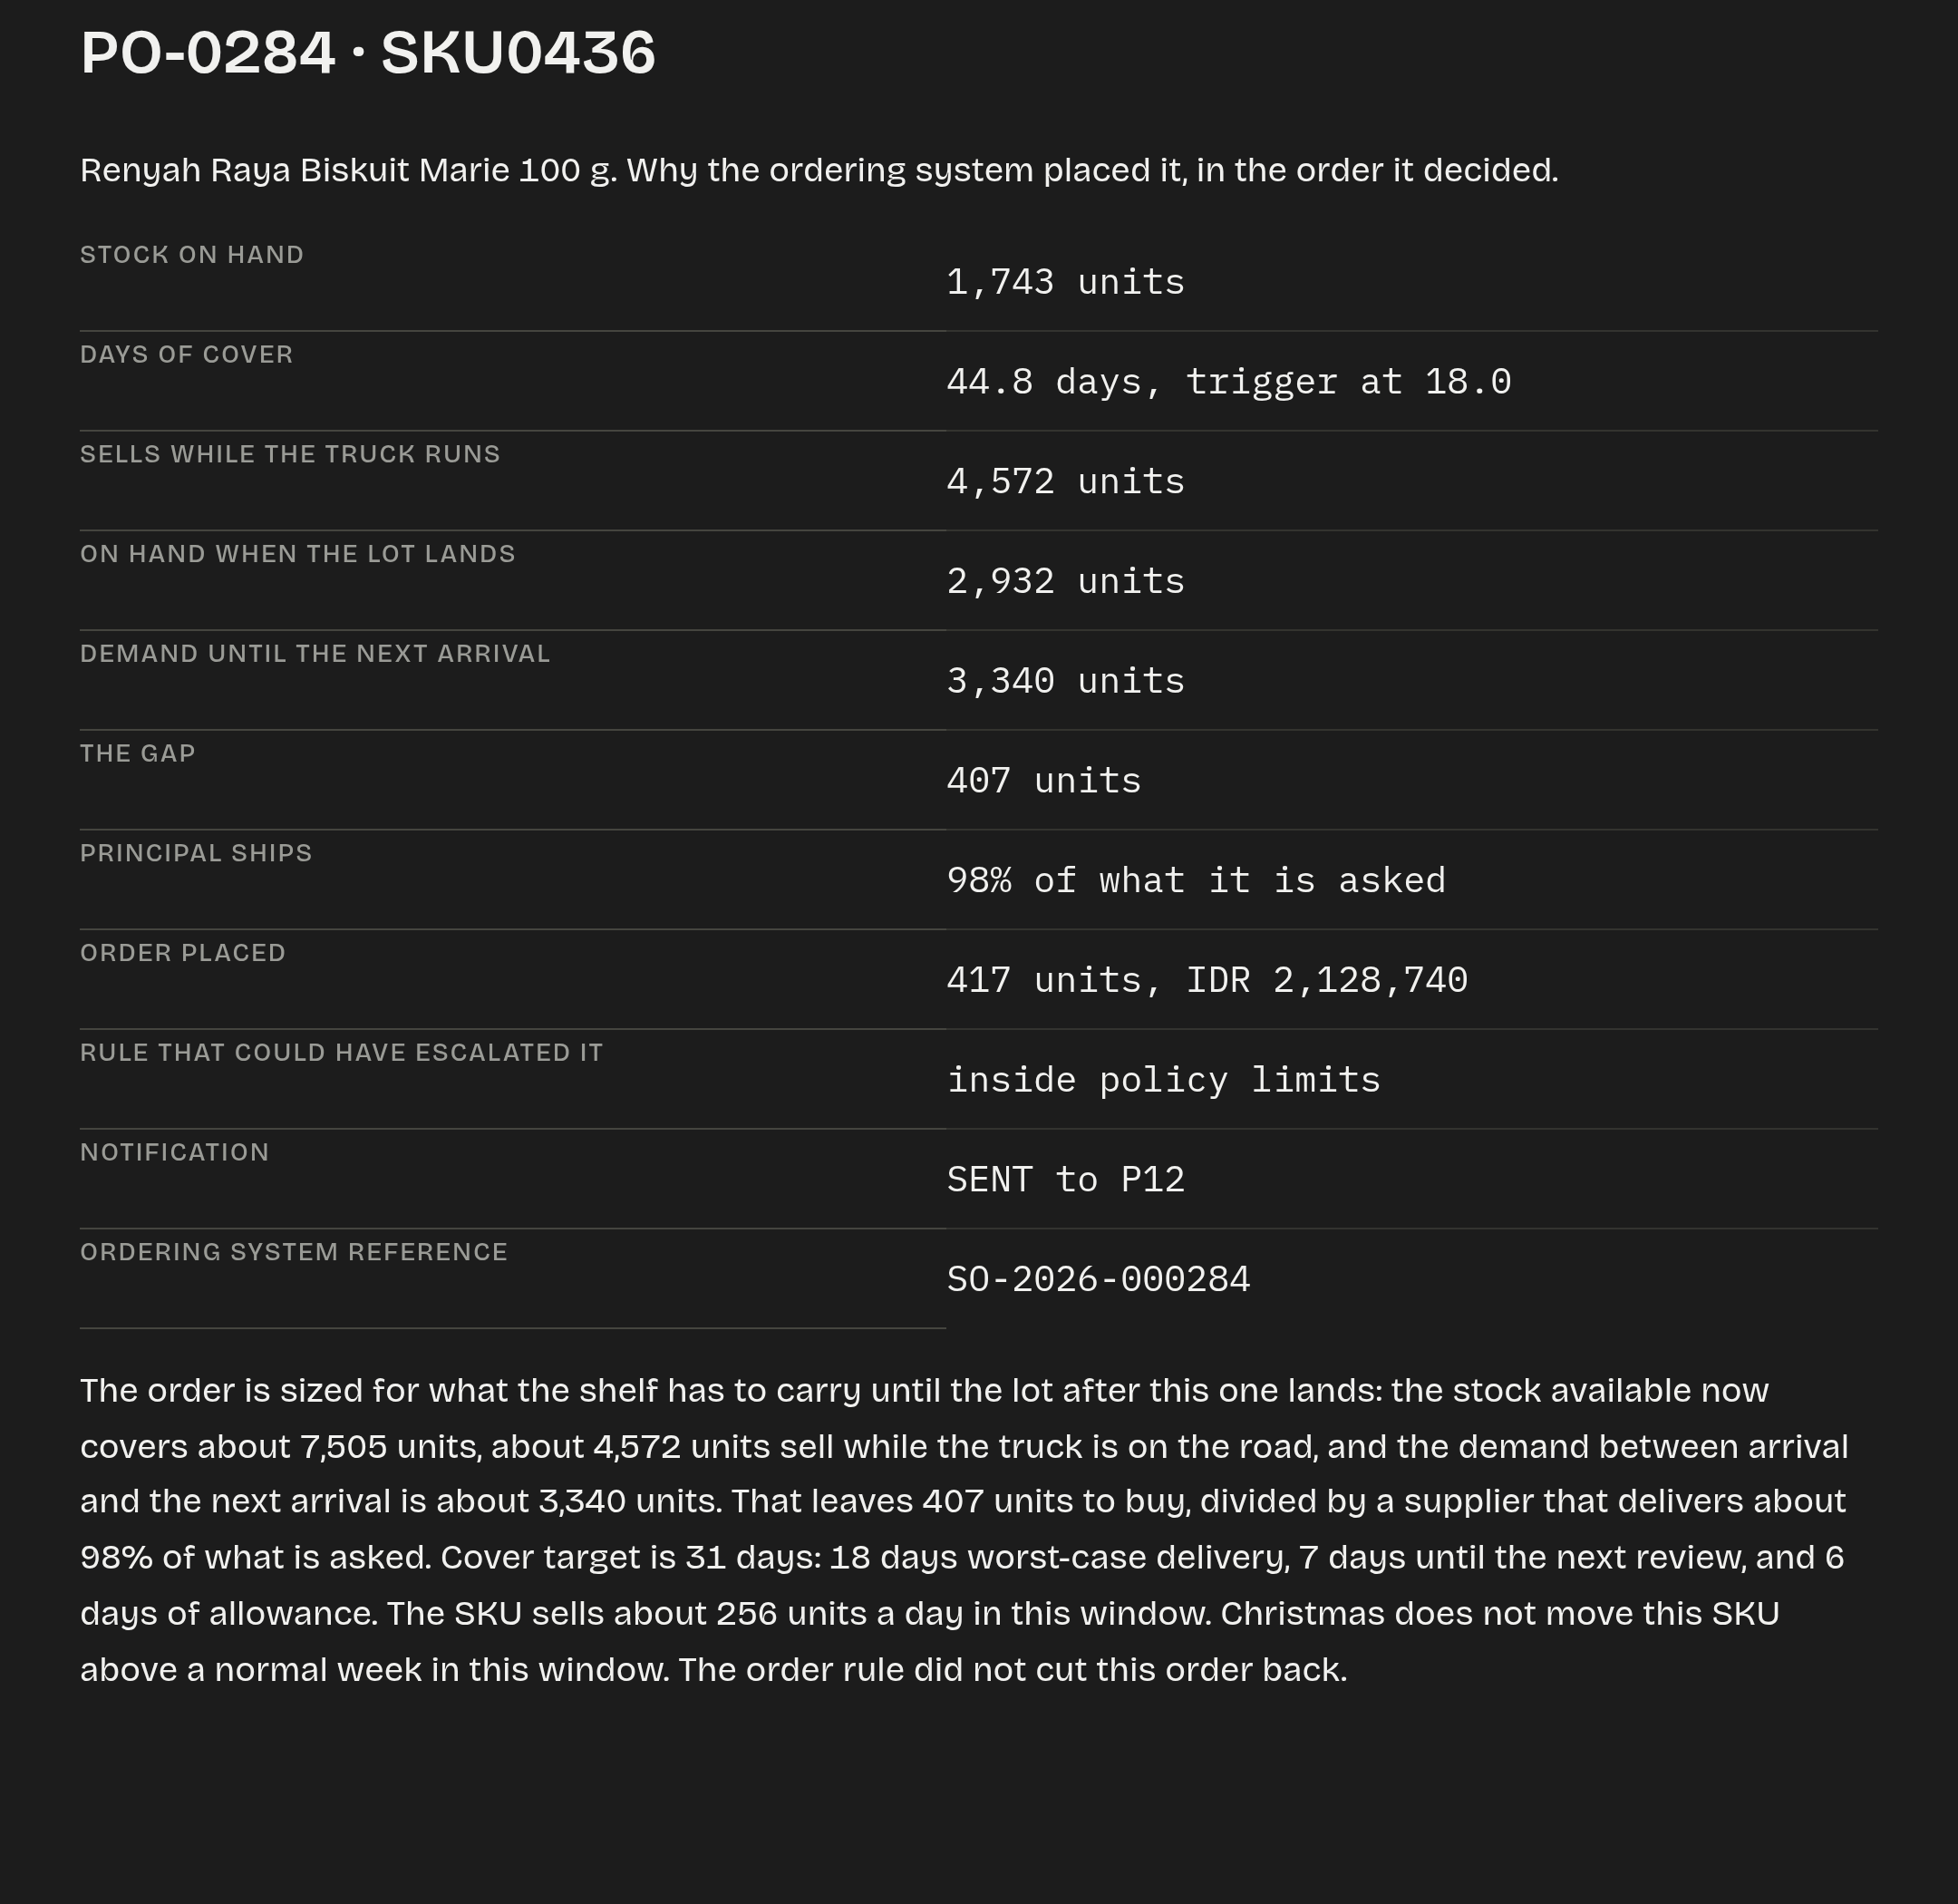 PO-0284 · SKU0436
Renyah Raya Biskuit Marie 100 g. Why the ordering system placed it, in the order it decided.
STOCK ON HAND
1,743 units
DAYS OF COVER
44.8 days, trigger at 18.0
SELLS WHILE THE TRUCK RUNS
4,572 units
ON HAND WHEN THE LOT LANDS
2,932 units
DEMAND UNTIL THE NEXT ARRIVAL
3,340 units
THE GAP
407 units
PRINCIPAL SHIPS
98% of what it is asked
ORDER PLACED
417 units, IDR 2,128,740
RULE THAT COULD HAVE ESCALATED IT
inside policy limits
NOTIFICATION
SENT to P12
ORDERING SYSTEM REFERENCE
SO-2026-000284
The order is sized for what the shelf has to carry until the lot after this one lands: the stock available now
covers about 7,505 units, about 4,572 units sell while the truck is on the road, and the demand between arrival
and the next arrival is about 3,340 units. That leaves 407 units to buy, divided by a supplier that delivers about
98% of what is asked. Cover target is 31 days: 18 days worst-case delivery, 7 days until the next review, and 6
days of allowance. The SKU sells about 256 units a day in this window. Christmas does not move this SKU
above a normal week in this window. The order rule did not cut this order back.